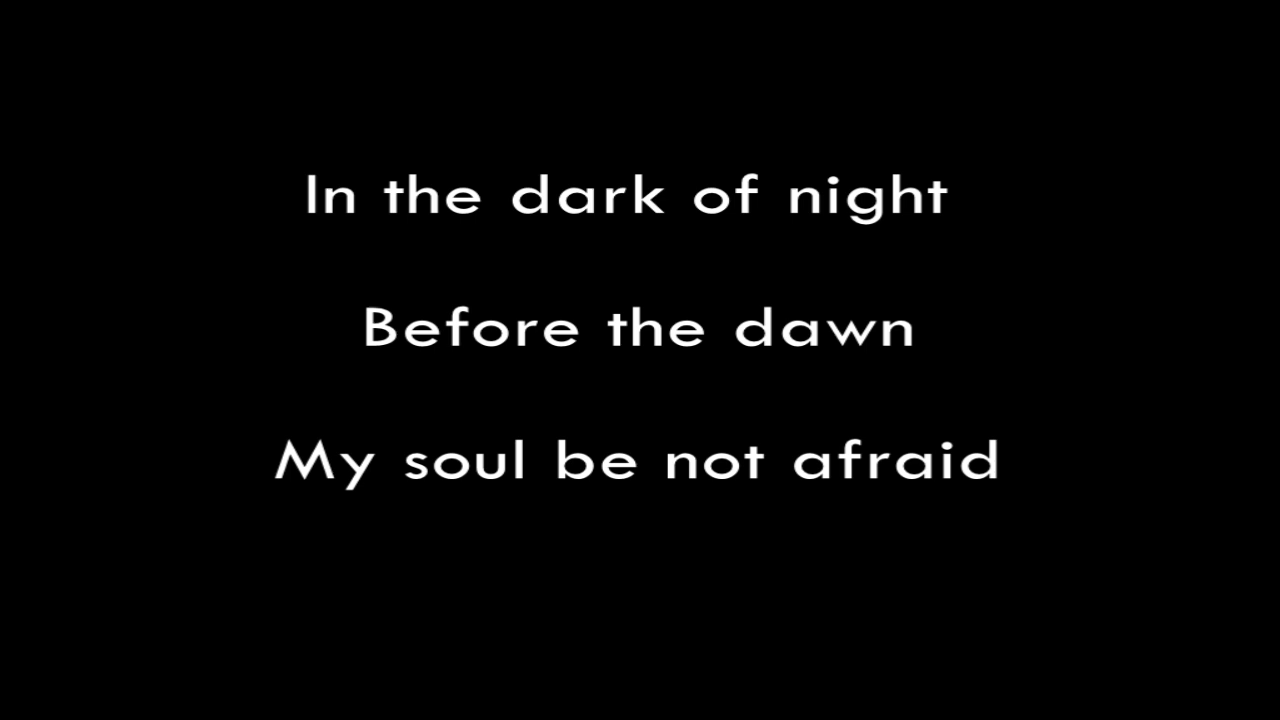 In the dark of night
Before the dawn
My soul be not afraid